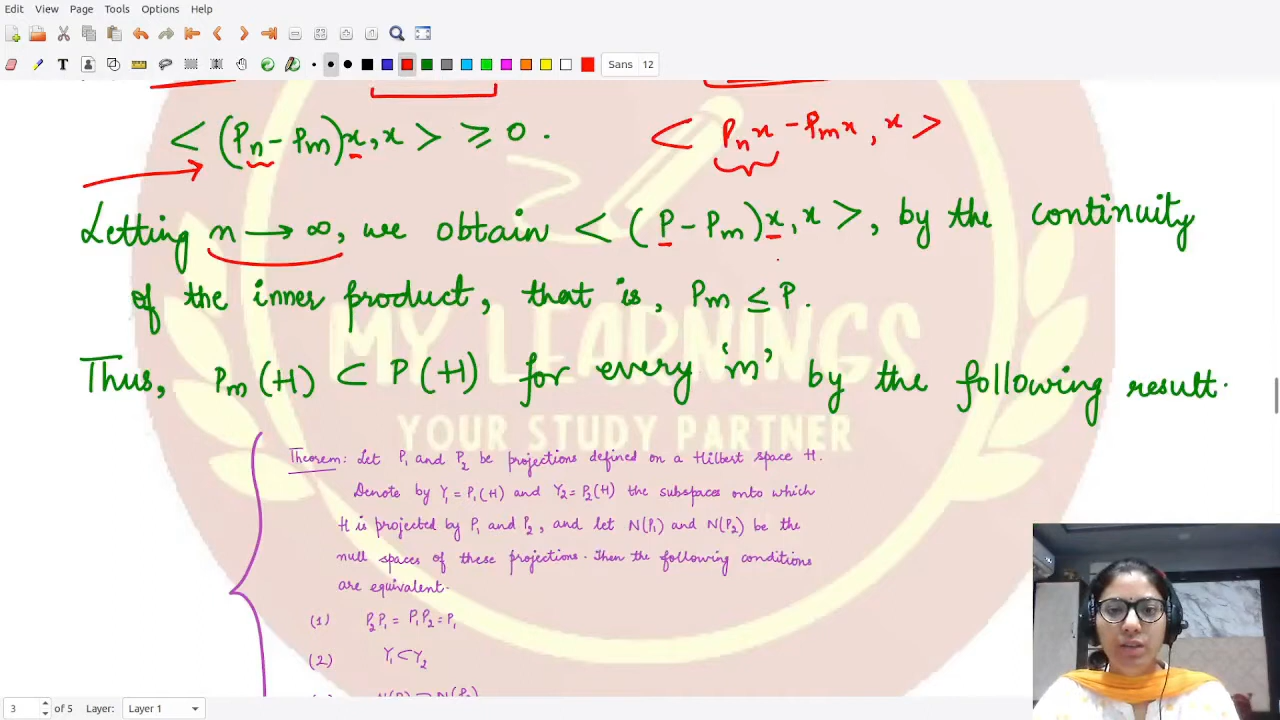 Edit View Page Tools Options Help
Sans 12
< (Pn - Pm)x, x > ≥ 0 .
< Pnx - Pmx, x >
Letting n → ∞, we obtain < (P - Pm)x, x >, by the continuity
of the inner product, that is, Pm ≤ P.
Thus, Pm(H) ⊂ P(H) for every 'm' by the following result.
MY LEARNINGS
YOUR STUDY PARTNER
Theorem: Let P1 and P2 be projections defined on a Hilbert space H.
Denote by Y1 = P1(H) and Y2 = P2(H) the subspaces onto which
H is projected by P1 and P2, and let N(P1) and N(P2) be the
null spaces of these projections. Then the following conditions
are equivalent.
(1) P2P1 = P1P2 = P1
(2) Y1 ⊂ Y2
3 of 5 Layer: Layer 1